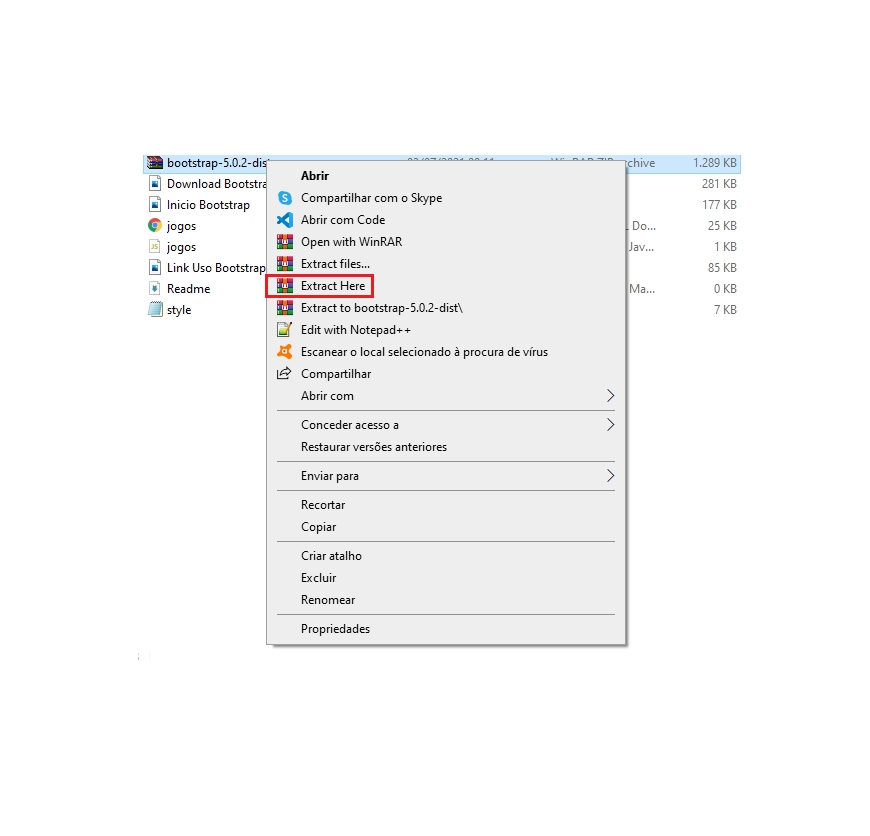 bootstrap-5.0.2-dist 1.289 KB
Download Bootstra 281 KB
Inicio Bootstrap 177 KB
jogos L Do... 25 KB
jogos Jav... 1 KB
Link Uso Bootstrap 85 KB
Readme Ma... 0 KB
style 7 KB
Abrir
Compartilhar com o Skype
Abrir com Code
Open with WinRAR
Extract files...
Extract Here
Extract to bootstrap-5.0.2-dist\
Edit with Notepad++
Escanear o local selecionado à procura de vírus
Compartilhar
Abrir com
Conceder acesso a
Restaurar versões anteriores
Enviar para
Recortar
Copiar
Criar atalho
Excluir
Renomear
Propriedades